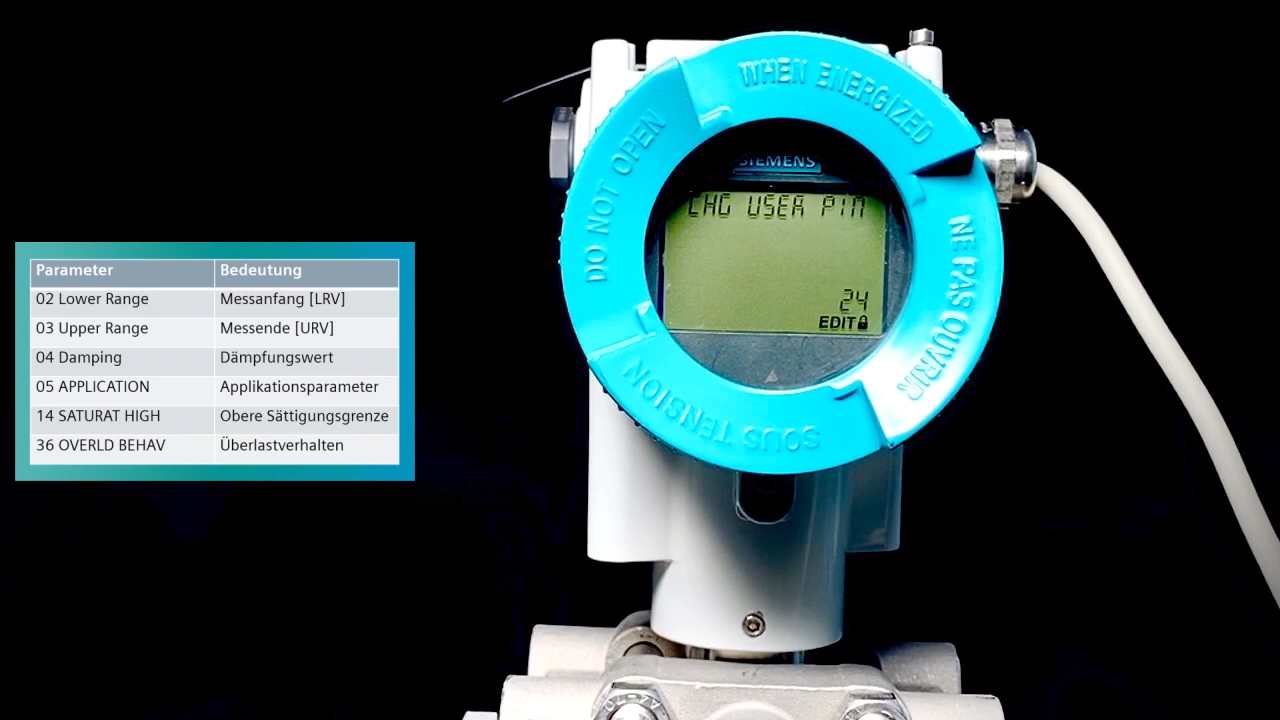 Parameter Bedeutung
02 Lower Range Messanfang [LRV]
03 Upper Range Messende [URV]
04 Damping Dämpfungswert
05 APPLICATION Applikationsparameter
14 SATURAT HIGH Obere Sättigungsgrenze
36 OVERLD BEHAV Überlastverhalten
DO NOT OPEN
WHEN ENERGIZED
NE PAS OUVRIR
SOUS TENSION
SIEMENS
CHG USER PIN
24
EDIT